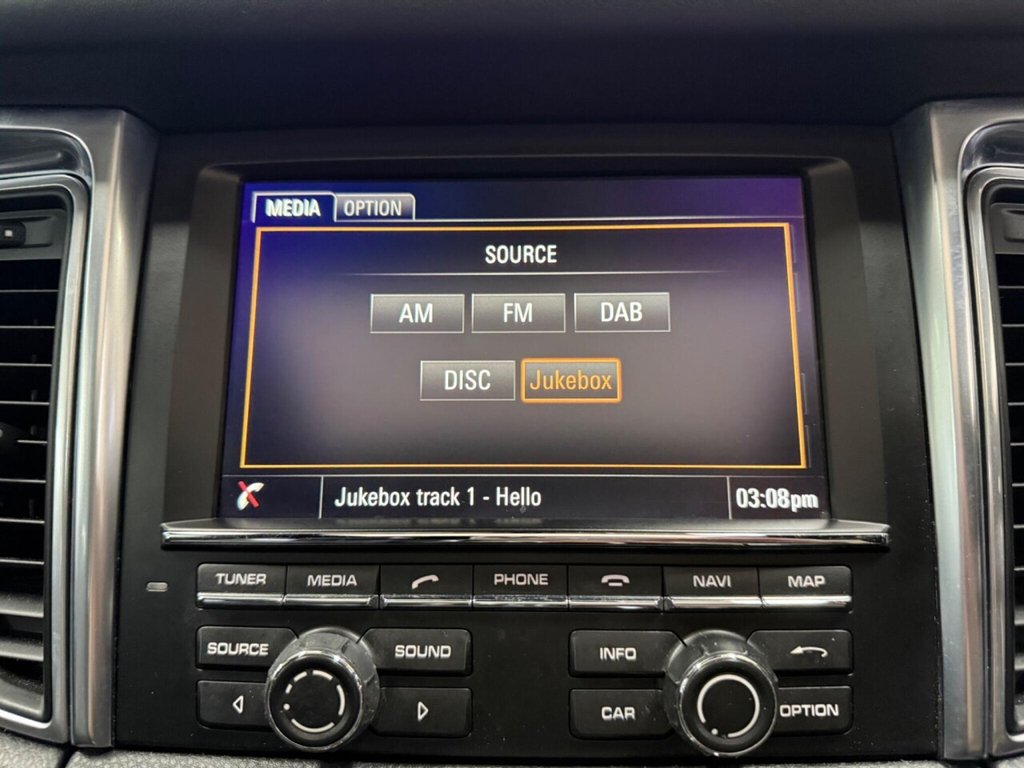 MEDIA OPTION
SOURCE
AM FM DAB
DISC Jukebox
Jukebox track 1 - Hello 03:08pm
TUNER MEDIA PHONE NAVI MAP
SOURCE SOUND INFO
CAR OPTION